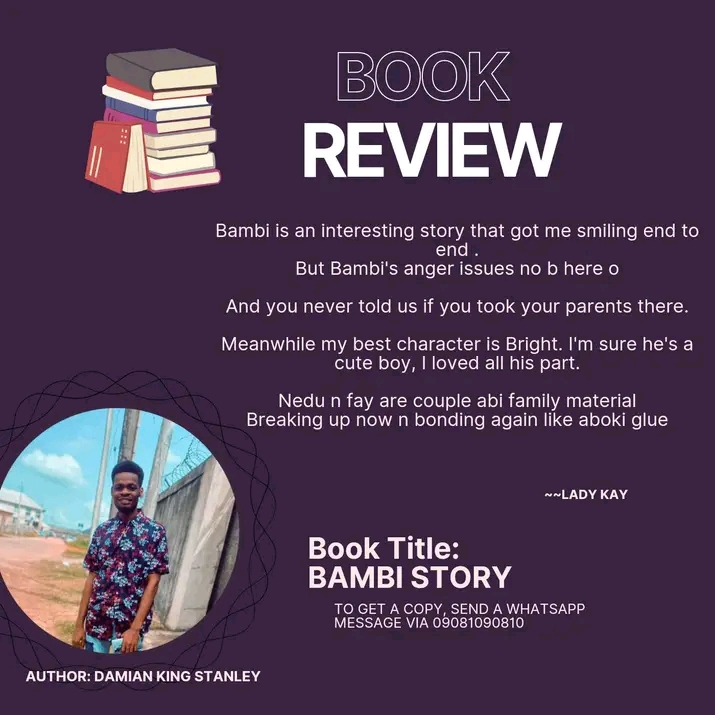 BOOK
REVIEW
Bambi is an interesting story that got me smiling end to
end .
But Bambi's anger issues no b here o
And you never told us if you took your parents there.
Meanwhile my best character is Bright. I'm sure he's a
cute boy, I loved all his part.
Nedu n fay are couple abi family material
Breaking up now n bonding again like aboki glue
~~LADY KAY
Book Title:
BAMBI STORY
TO GET A COPY, SEND A WHATSAPP
MESSAGE VIA 09081090810
AUTHOR: DAMIAN KING STANLEY